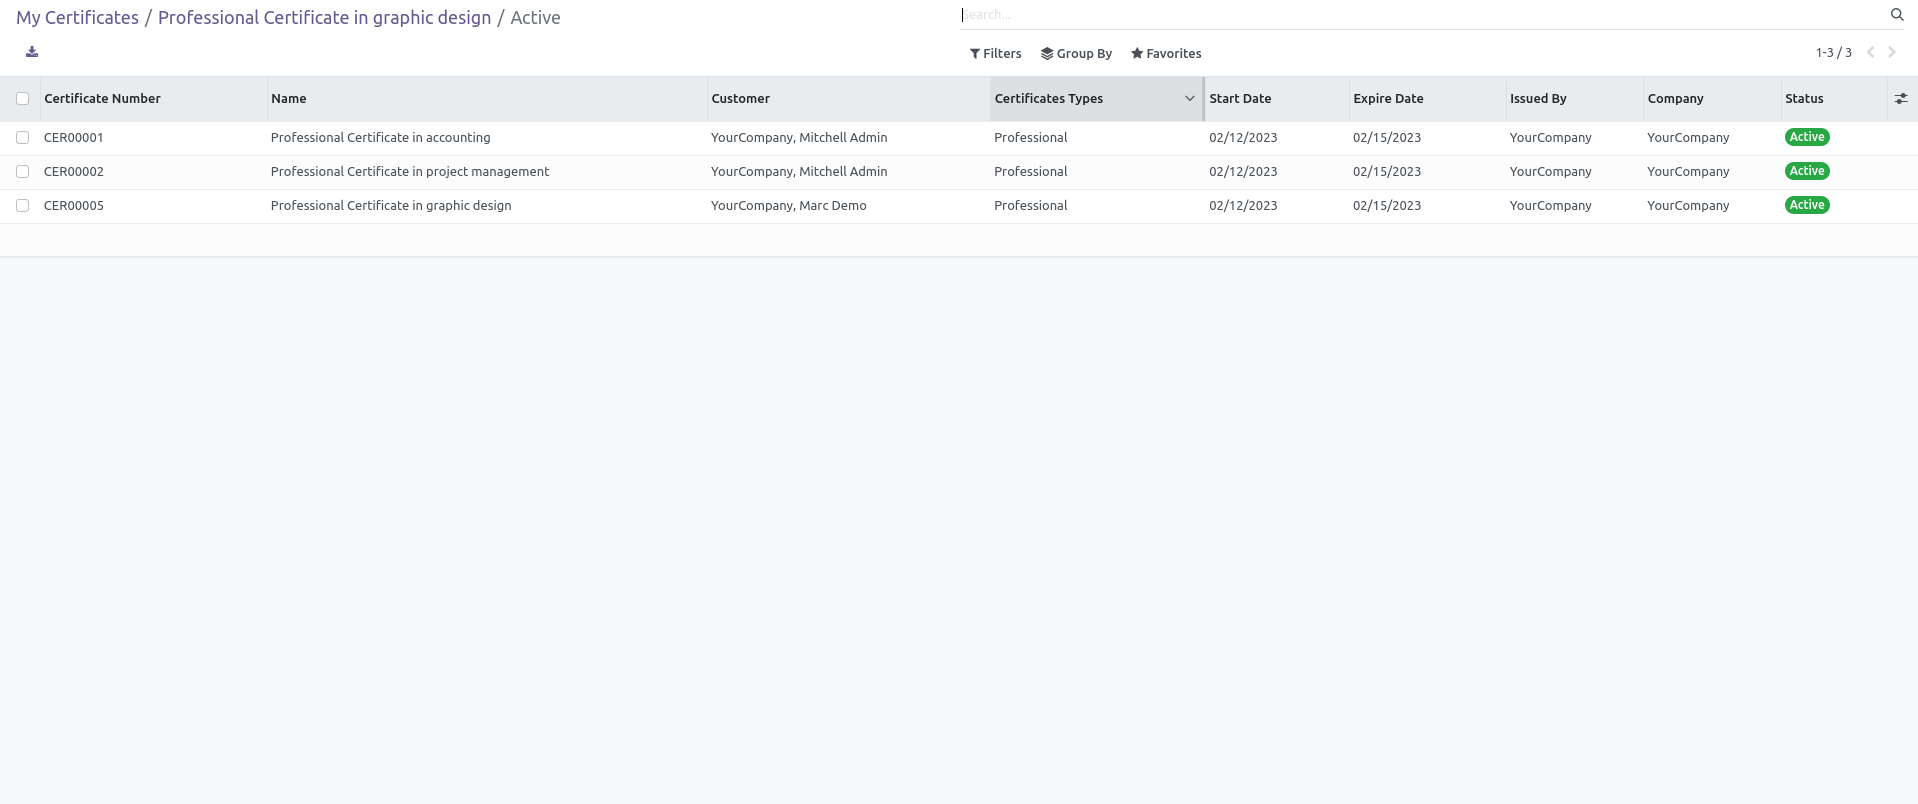 My Certificates / Professional Certificate in graphic design / Active
Search...
Filters Group By Favorites 1-3 / 3
Certificate Number Name Customer Certificates Types Start Date Expire Date Issued By Company Status
CER00001 Professional Certificate in accounting YourCompany, Mitchell Admin Professional 02/12/2023 02/15/2023 YourCompany YourCompany Active
CER00002 Professional Certificate in project management YourCompany, Mitchell Admin Professional 02/12/2023 02/15/2023 YourCompany YourCompany Active
CER00005 Professional Certificate in graphic design YourCompany, Marc Demo Professional 02/12/2023 02/15/2023 YourCompany YourCompany Active